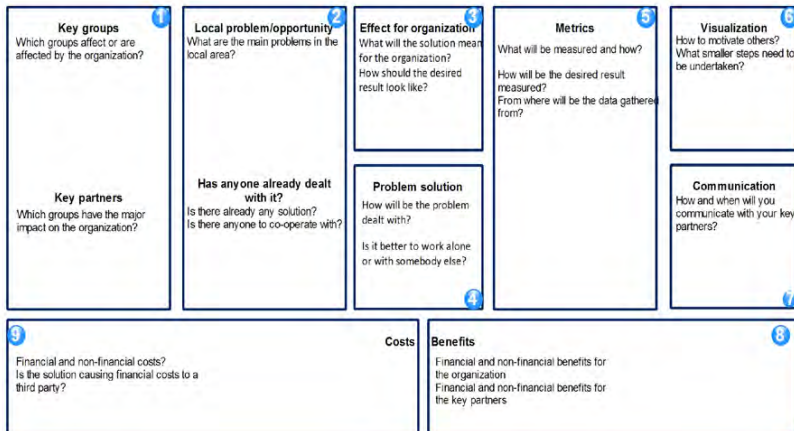 1
Key groups
Which groups affect or are
affected by the organization?
Key partners
Which groups have the major
impact on the organization?
2
Local problem/opportunity
What are the main problems in the
local area?
Has anyone already dealt
with it?
Is there already any solution?
Is there anyone to co-operate with?
3
Effect for organization
What will the solution mean
for the organization?
How should the desired
result look like?
Problem solution
How will be the problem
dealt with?
Is it better to work alone
or with somebody else?
4
5
Metrics
What will be measured and how?
How will be the desired result
measured?
From where will be the data gathered
from?
6
Visualization
How to motivate others?
What smaller steps need to
be undertaken?
Communication
How and when will you
communicate with your key
partners?
7
9
Costs
Financial and non-financial costs?
Is the solution causing financial costs to a
third party?
8
Benefits
Financial and non-financial benefits for
the organization
Financial and non-financial benefits for
the key partners